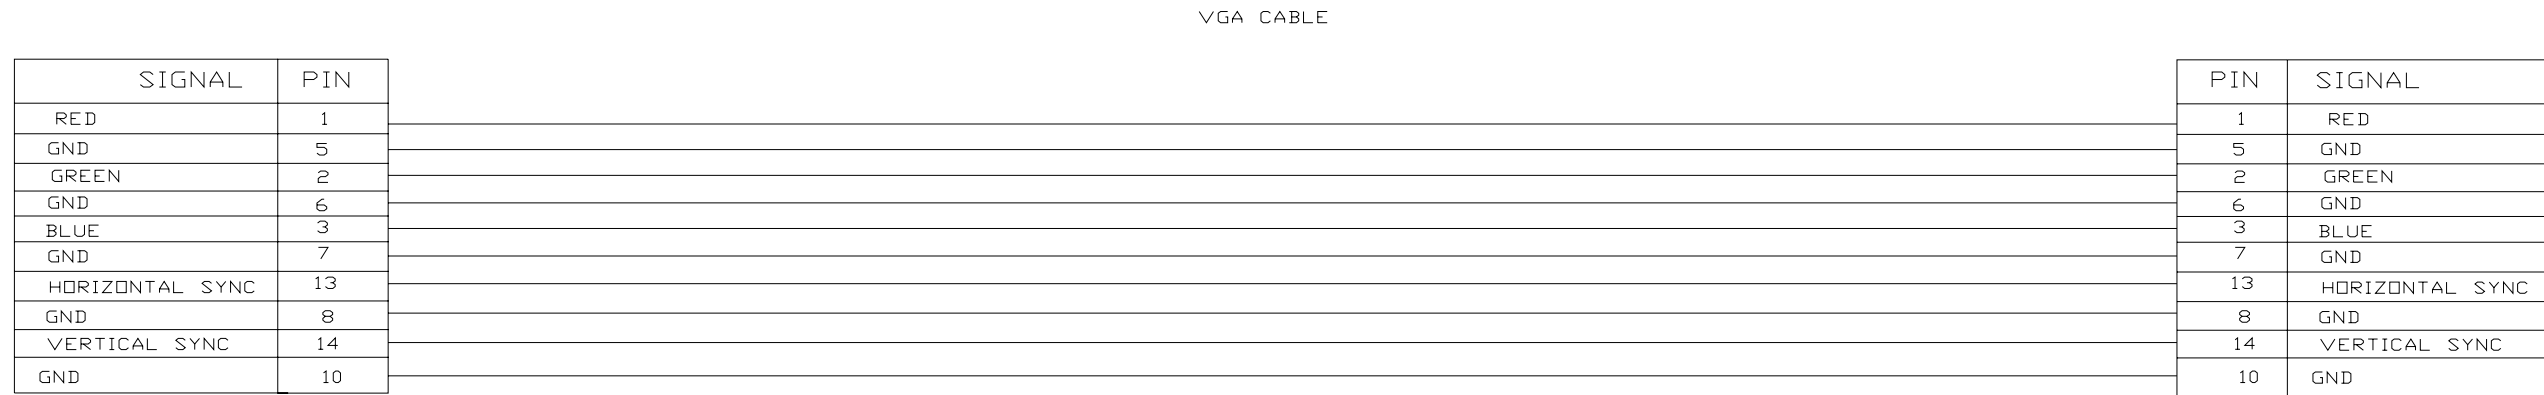 VGA CABLE
SIGNAL PIN PIN SIGNAL
RED 1 1 RED
GND 5 5 GND
GREEN 2 2 GREEN
GND 6 6 GND
BLUE 3 3 BLUE
GND 7 7 GND
HORIZONTAL SYNC 13 13 HORIZONTAL SYNC
GND 8 8 GND
VERTICAL SYNC 14 14 VERTICAL SYNC
GND 10 10 GND